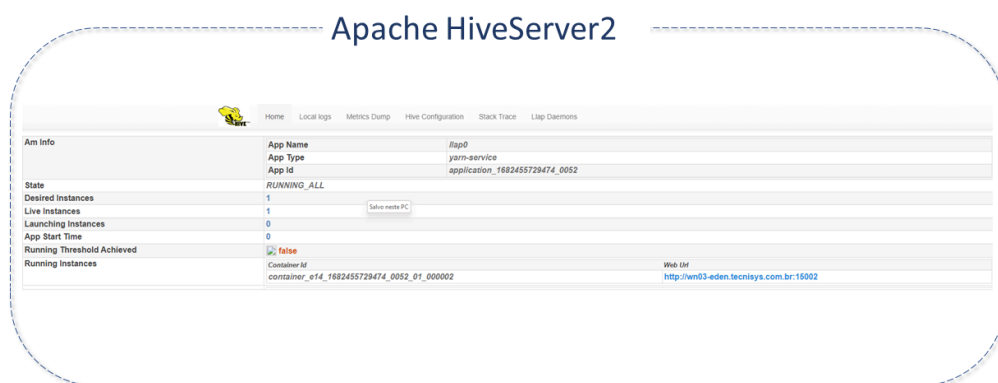 Apache HiveServer2
HIVE
Home Local logs Metrics Dump Hive Configuration Stack Trace Llap Daemons
Am Info
App Name llap0
App Type yarn-service
App Id application_1682455729474_0052
State RUNNING_ALL
Desired Instances 1
Salvo neste PC
Live Instances 1
Launching Instances 0
App Start Time 0
Running Threshold Achieved false
Running Instances Container Id Web Url
container_e14_1682455729474_0052_01_000002 http://wn03-eden.tecnisys.com.br:15002